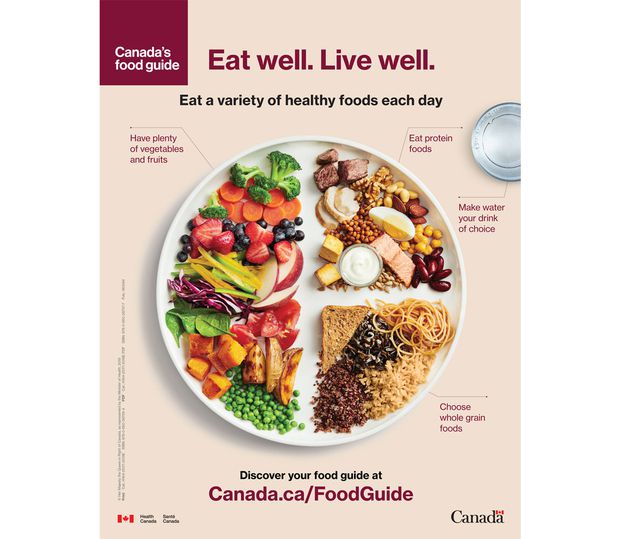 Canada's
food guide
Eat well. Live well.
Eat a variety of healthy foods each day
Have plenty
of vegetables
and fruits
Eat protein
foods
Make water
your drink
of choice
Choose
whole grain
foods
Discover your food guide at
Canada.ca/FoodGuide
Health
Canada
Santé
Canada
Canada